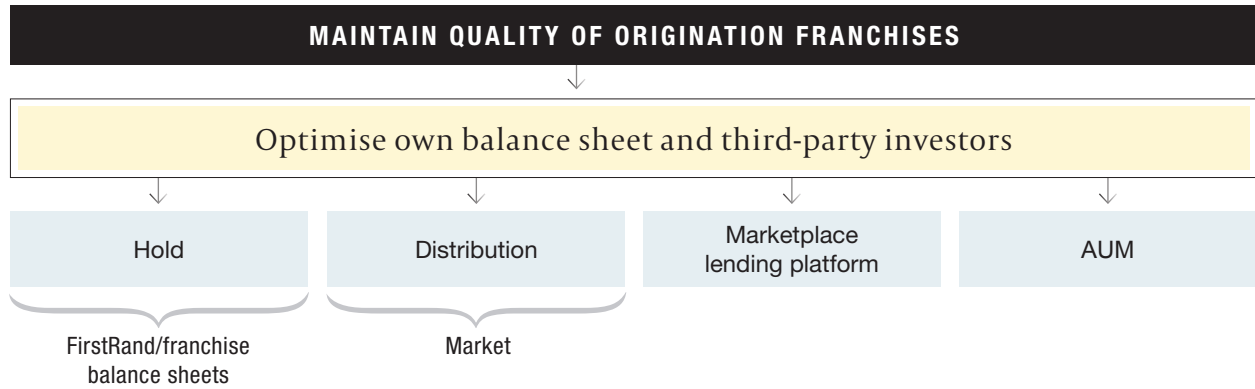 MAINTAIN QUALITY OF ORIGINATION FRANCHISES
Optimise own balance sheet and third-party investors
Hold
Distribution
Marketplace
lending platform
AUM
FirstRand/franchise
balance sheets
Market